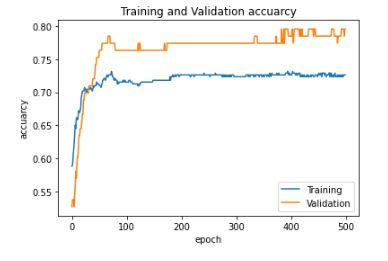 Training and Validation accuarcy
0.80
0.75
0.70
0.65
0.60
0.55
accuarcy
0
100
200
300
400
500
epoch
Training
Validation